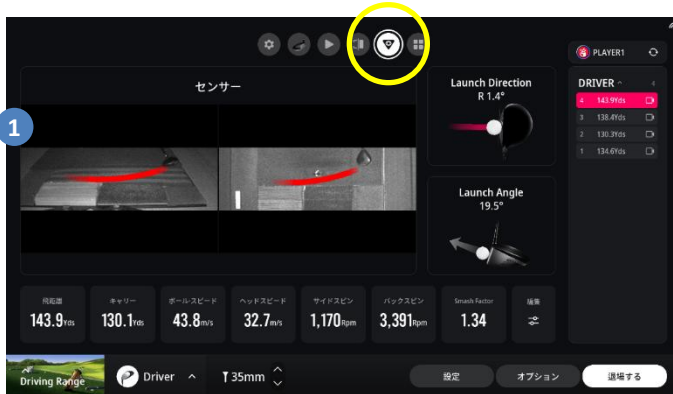 PLAYER1
センサー
Launch Direction
R 1.4°
DRIVER
4 143.9Yds
3 138.4Yds
2 130.3Yds
1 134.6Yds
1
Launch Angle
19.5°
飛距離
143.9Yds
キャリー
130.1Yds
ボールスピード
43.8m/s
ヘッドスピード
32.7m/s
サイドスピン
1,170Rpm
バックスピン
3,391Rpm
Smash Factor
1.34
編集
Driving Range
Driver
35mm
設定
オプション
退場する